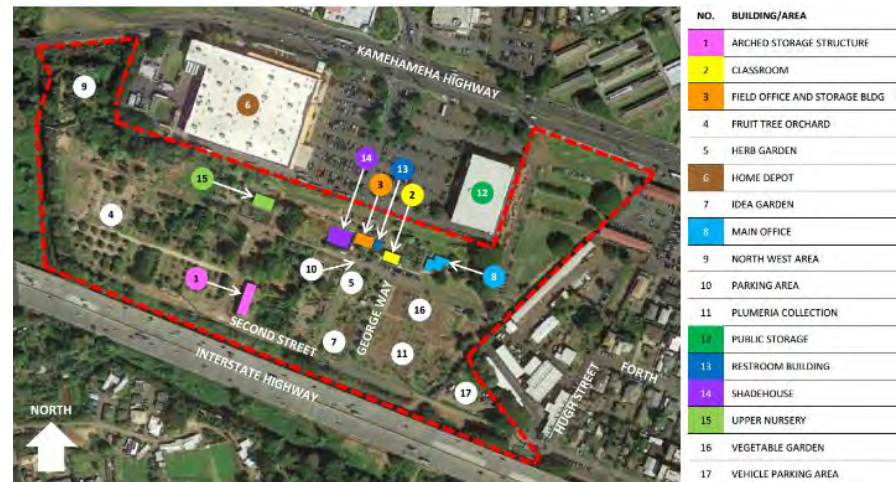 KAMEHAMEHA HIGHWAY
9
6
14
13
3
2
12
15
4
10
5
8
1
16
SECOND STREET
GEORGE WAY
7
11
INTERSTATE HIGHWAY
17
HUGH STREET
FORTH
NORTH
NO. BUILDING/AREA
1 ARCHED STORAGE STRUCTURE
2 CLASSROOM
3 FIELD OFFICE AND STORAGE BLDG
4 FRUIT TREE ORCHARD
5 HERB GARDEN
6 HOME DEPOT
7 IDEA GARDEN
8 MAIN OFFICE
9 NORTH WEST AREA
10 PARKING AREA
11 PLUMERIA COLLECTION
12 PUBLIC STORAGE
13 RESTROOM BUILDING
14 SHADEHOUSE
15 UPPER NURSERY
16 VEGETABLE GARDEN
17 VEHICLE PARKING AREA